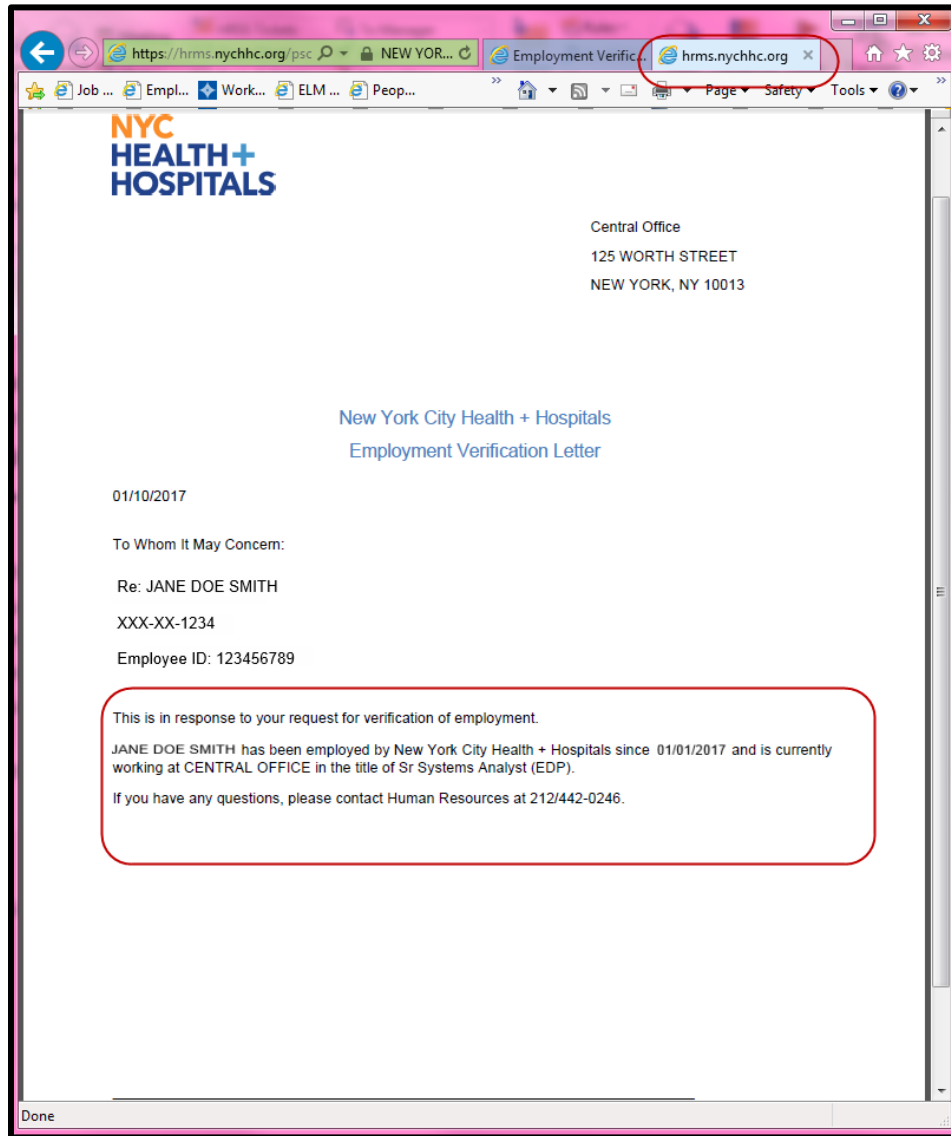 https://hrms.nychhc.org/psc NEW YOR... Employment Verific... hrms.nychhc.org
Job ... Empl... Work... ELM ... Peop... Page Safety Tools
NYC
HEALTH+
HOSPITALS
Central Office
125 WORTH STREET
NEW YORK, NY 10013
New York City Health + Hospitals
Employment Verification Letter
01/10/2017
To Whom It May Concern:
Re: JANE DOE SMITH
XXX-XX-1234
Employee ID: 123456789
This is in response to your request for verification of employment.
JANE DOE SMITH has been employed by New York City Health + Hospitals since 01/01/2017 and is currently
working at CENTRAL OFFICE in the title of Sr Systems Analyst (EDP).
If you have any questions, please contact Human Resources at 212/442-0246.
Done